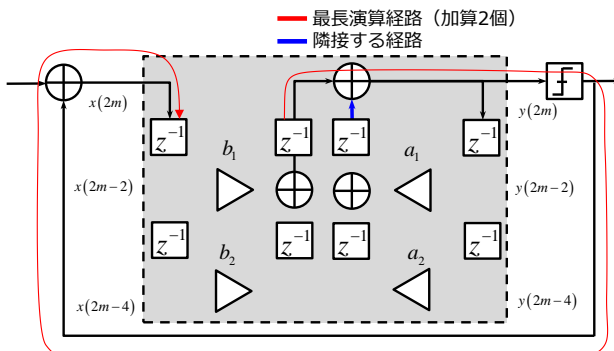 最長演算経路（加算2個）
隣接する経路
x(2m)
y(2m)
z⁻¹
z⁻¹
z⁻¹
z⁻¹
b₁
a₁
x(2m−2)
y(2m−2)
z⁻¹
z⁻¹
z⁻¹
z⁻¹
b₂
a₂
x(2m−4)
y(2m−4)